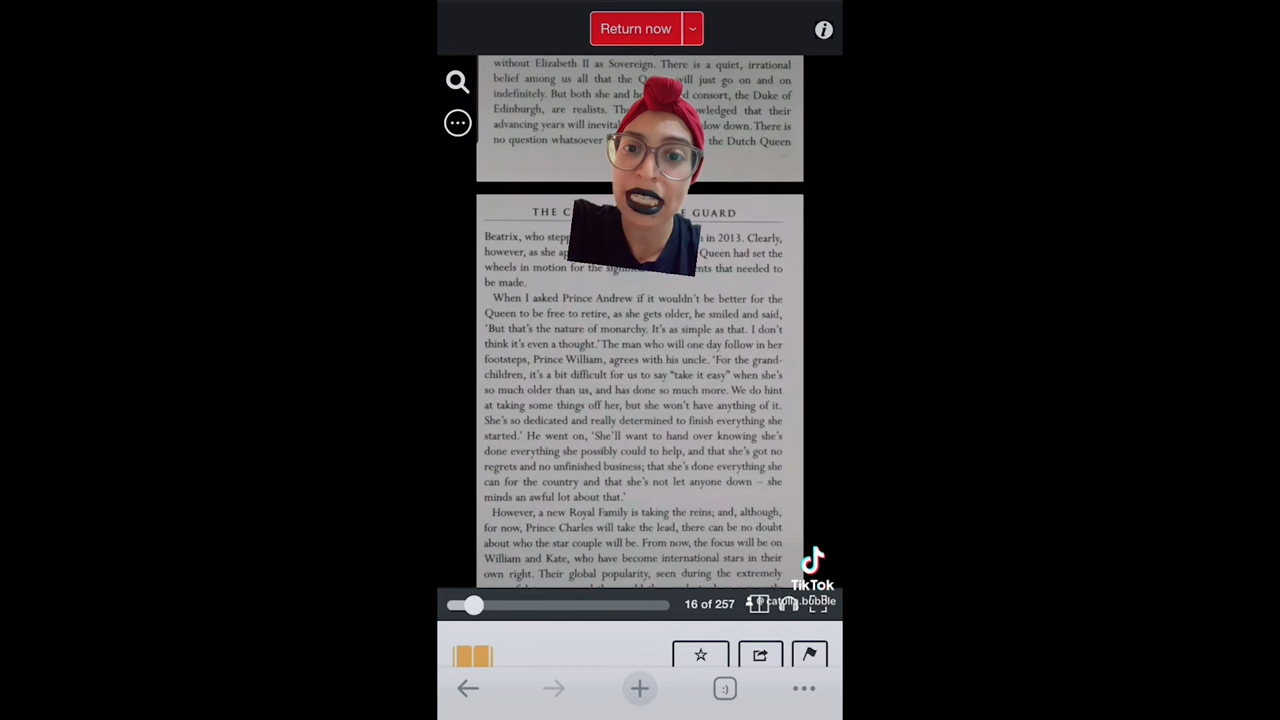 Return now
without Elizabeth II as Sovereign. There is a quiet, irrational
belief among us all that the will just go on and on
indefinitely. But both she and consort, the Duke of
Edinburgh, are realists. that their
advancing years will slow down. There is
no question whatsoever the Dutch Queen
THE GUARD
Beatrix, who in 2013. Clearly,
however, as she Queen had set the
wheels in motion for the that needed to
be made.
When I asked Prince Andrew if it wouldn't be better for the
Queen to be free to retire, as she gets older, he smiled and said,
'But that's the nature of monarchy. It's as simple as that. I don't
think it's even a thought.' The man who will one day follow in her
footsteps, Prince William, agrees with his uncle. 'For the grand-
children, it's a bit difficult for us to say "take it easy" when she's
so much older than us, and has done so much more. We do hint
at taking some things off her, but she won't have anything of it.
She's so dedicated and really determined to finish everything she
started.' He went on, 'She'll want to hand over knowing she's
done everything she possibly could to help, and that she's got no
regrets and no unfinished business; that she's done everything she
can for the country and that she's not let anyone down – she
minds an awful lot about that.'
However, a new Royal Family is taking the reins; and, although,
for now, Prince Charles will take the lead, there can be no doubt
about who the star couple will be. From now, the focus will be on
William and Kate, who have become international stars in their
own right. Their global popularity, seen during the extremely
TikTok
16 of 257
:)